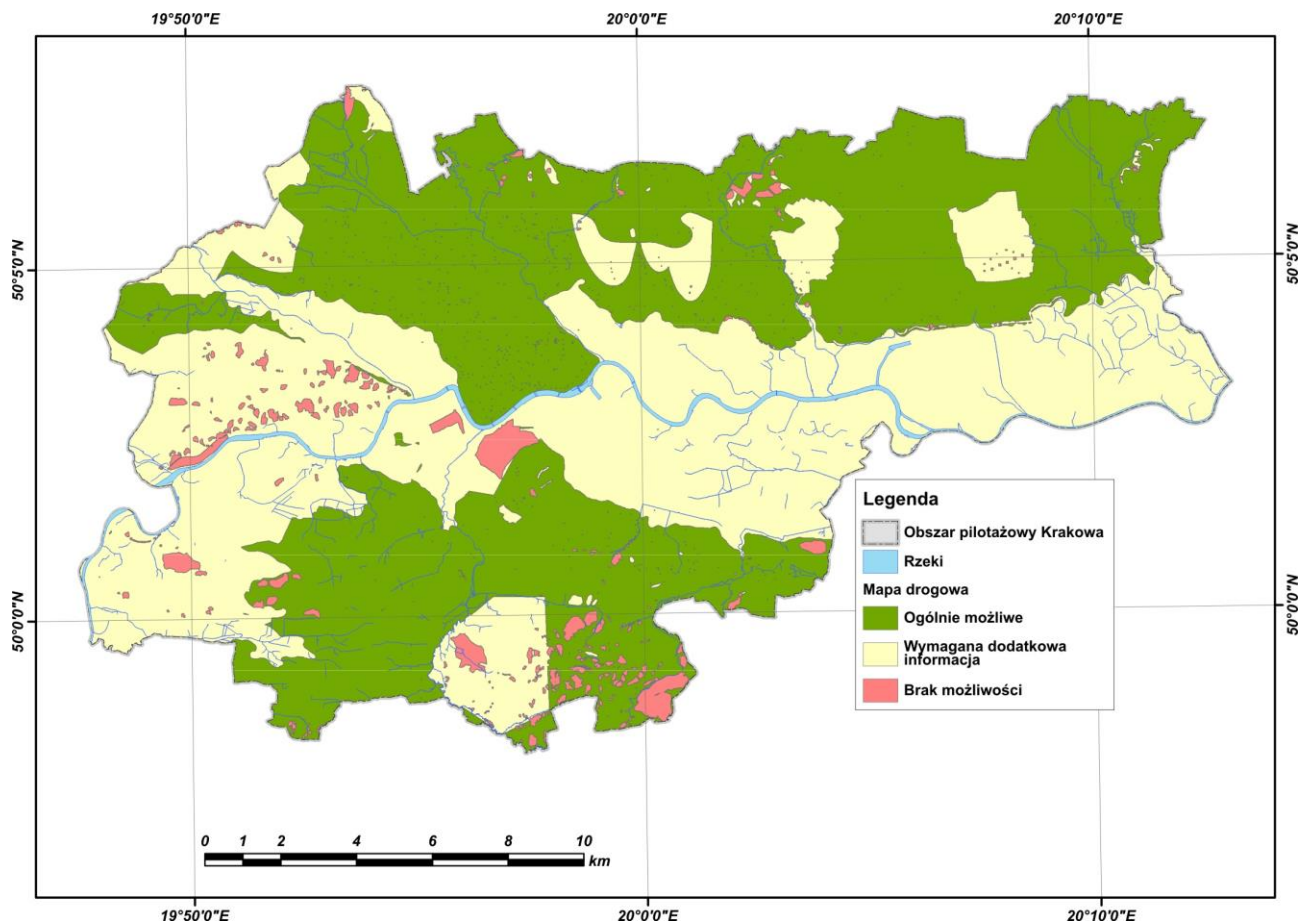 19°50'0"E
20°0'0"E
20°10'0"E
50°5'0"N
50°5'0"N
Legenda
Obszar pilotażowy Krakowa
Rzeki
Mapa drogowa
Ogólnie możliwe
Wymagana dodatkowa
informacja
Brak możliwości
50°0'0"N
50°0'0"N
0 1 2 4 6 8 10
km
19°50'0"E
20°0'0"E
20°10'0"E